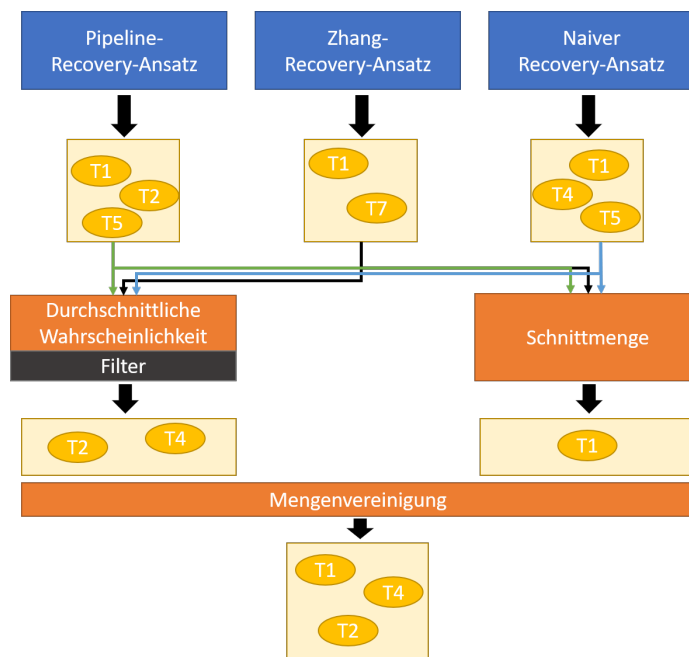 Pipeline-
Recovery-Ansatz
Zhang-
Recovery-Ansatz
Naiver
Recovery-Ansatz
T1
T2
T5
T1
T7
T1
T4
T5
Durchschnittliche
Wahrscheinlichkeit
Filter
Schnittmenge
T2
T4
T1
Mengenvereinigung
T1
T4
T2